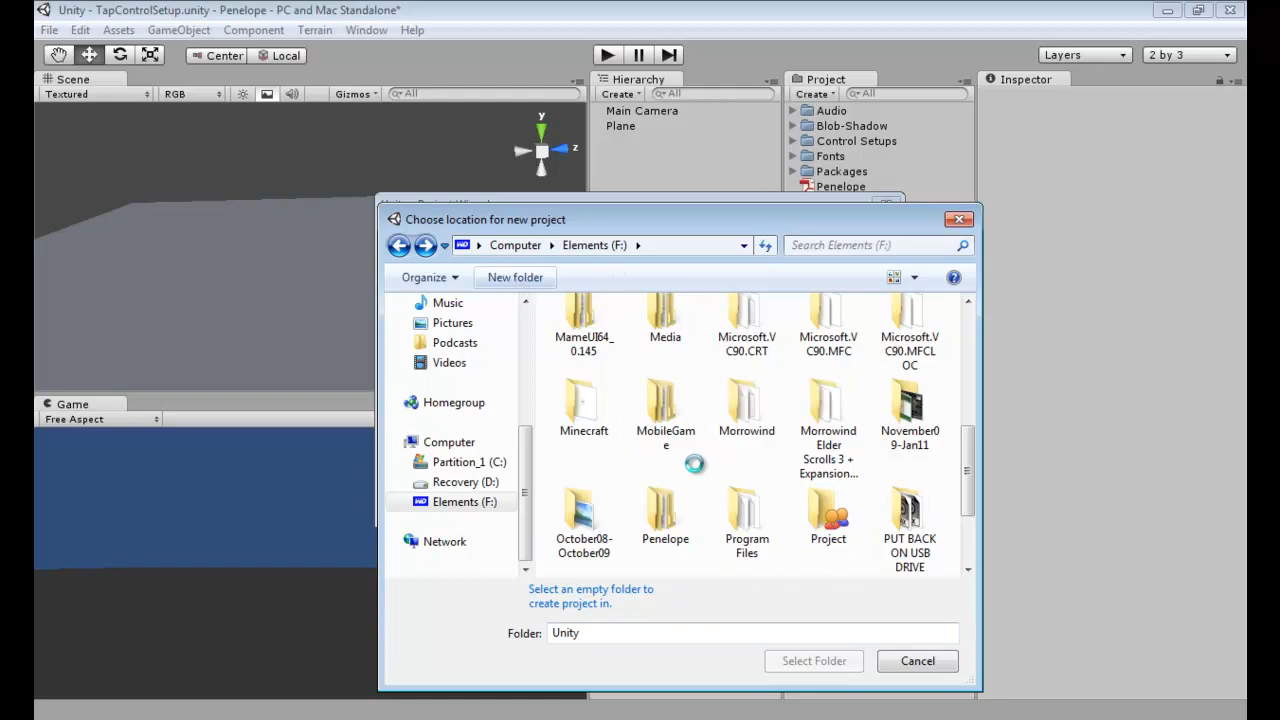 Unity - TapControlSetup.unity - Penelope - PC and Mac Standalone*
File Edit Assets GameObject Component Terrain Window Help
Center Local Layers 2 by 3
Scene
Textured RGB Gizmos All
y
z
Hierarchy
Create All
Main Camera
Plane
Project
Create All
Audio
Blob-Shadow
Control Setups
Fonts
Packages
Penelope
Inspector
Game
Free Aspect
Choose location for new project
Computer Elements (F:) Search Elements (F:)
Organize New folder
Music
Pictures
Podcasts
Videos
Homegroup
Computer
Partition_1 (C:)
Recovery (D:)
Elements (F:)
Network
MameUI64_
0.145
Media
Microsoft.V
C90.CRT
Microsoft.V
C90.MFC
Microsoft.V
C90.MFCL
OC
Minecraft
MobileGam
e
Morrowind
Morrowind
Elder
Scrolls 3 +
Expansion...
November0
9-Jan11
October08-
October09
Penelope
Program
Files
Project
PUT BACK
ON USB
DRIVE
Select an empty folder to
create project in.
Folder: Unity
Select Folder Cancel